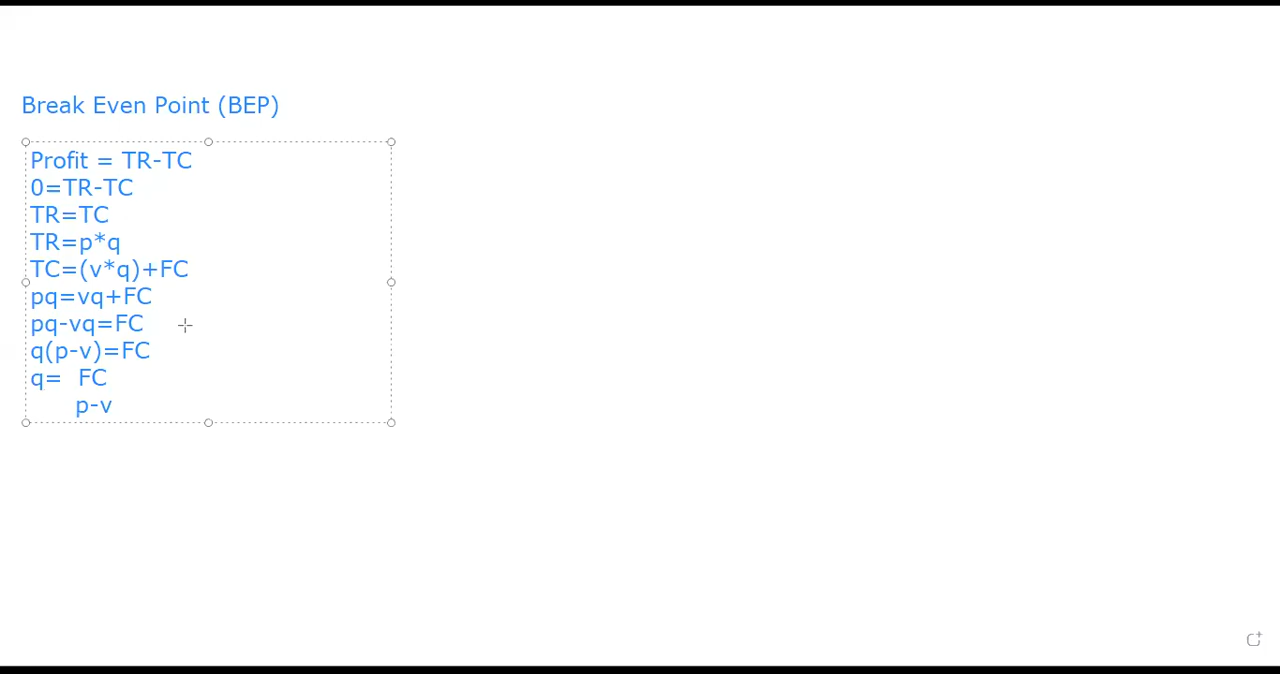 Break Even Point (BEP)
Profit = TR-TC
0=TR-TC
TR=TC
TR=p*q
TC=(v*q)+FC
pq=vq+FC
pq-vq=FC
q(p-v)=FC
q= FC
p-v